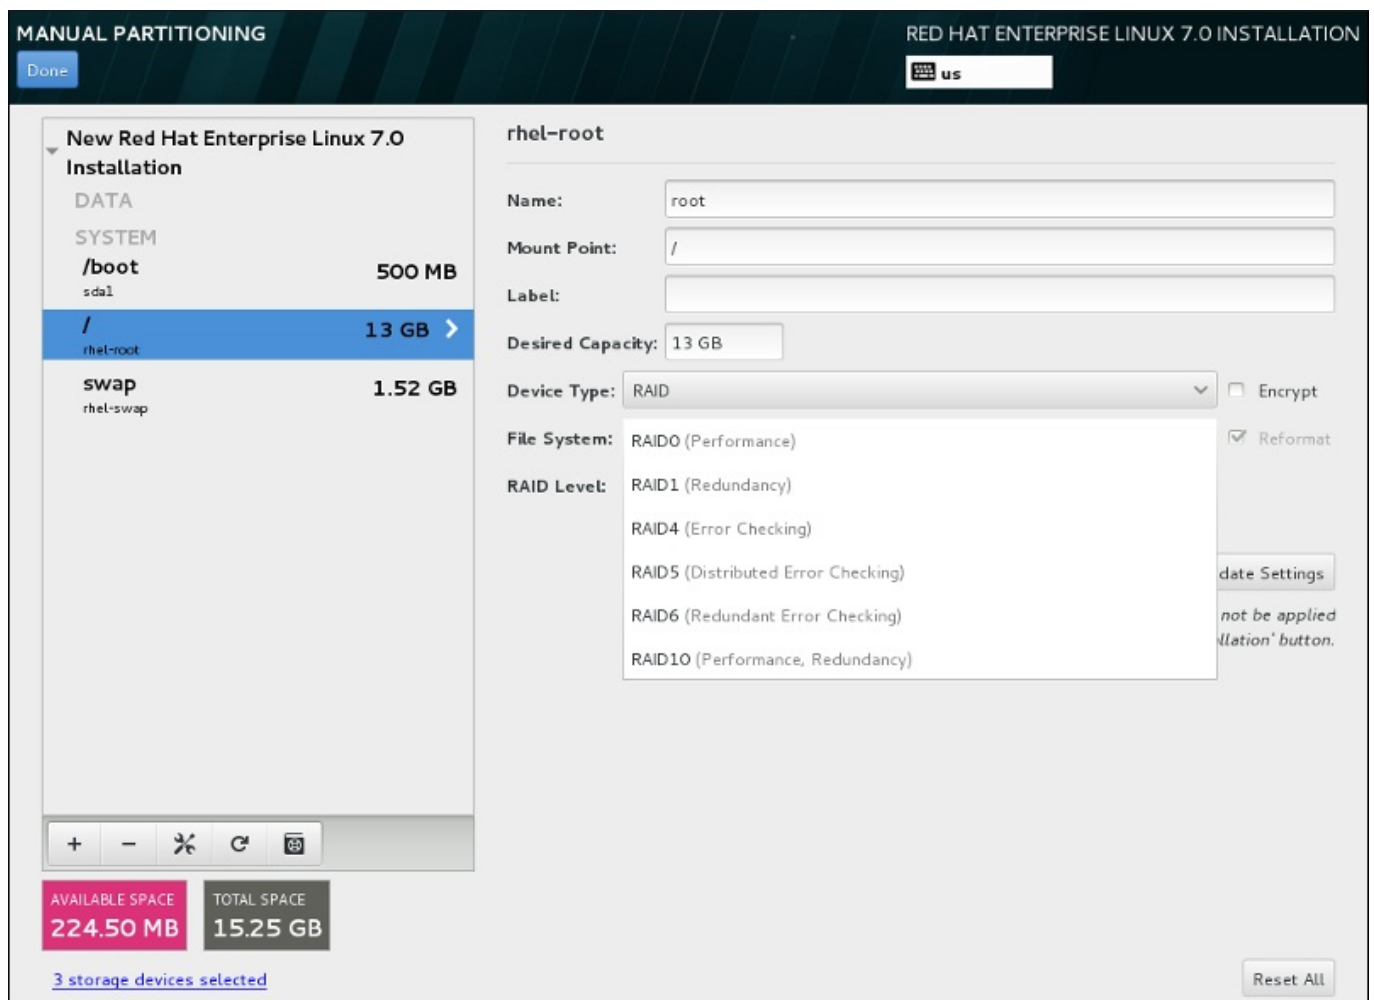 MANUAL PARTITIONING
RED HAT ENTERPRISE LINUX 7.0 INSTALLATION
Done
us
New Red Hat Enterprise Linux 7.0
Installation
DATA
SYSTEM
/boot
500 MB
sda1
/
13 GB
rhel-root
swap
1.52 GB
rhel-swap
+ −
AVAILABLE SPACE
224.50 MB
TOTAL SPACE
15.25 GB
3 storage devices selected
rhel-root
Name: root
Mount Point: /
Label:
Desired Capacity: 13 GB
Device Type: RAID
Encrypt
File System:
Reformat
RAID Level:
RAID0 (Performance)
RAID1 (Redundancy)
RAID4 (Error Checking)
RAID5 (Distributed Error Checking)
RAID6 (Redundant Error Checking)
RAID10 (Performance, Redundancy)
date Settings
not be applied
llation' button.
Reset All